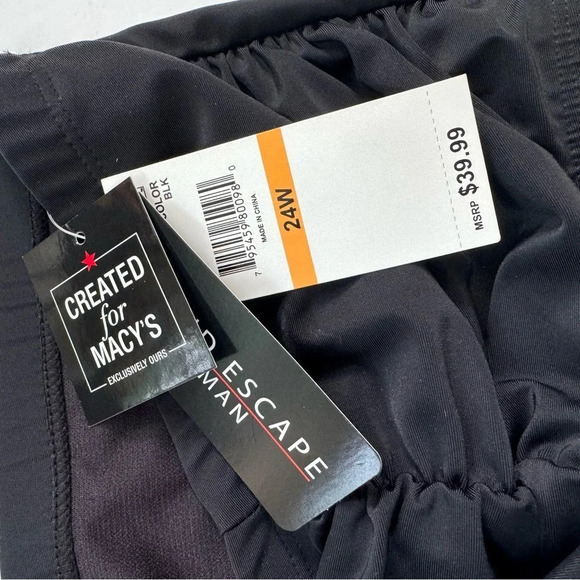 COLOR
BLK
7 95459 80098 0
MADE IN CHINA
24W
MSRP $39.99
CREATED
for
MACY'S
EXCLUSIVELY OURS
ESCAPE